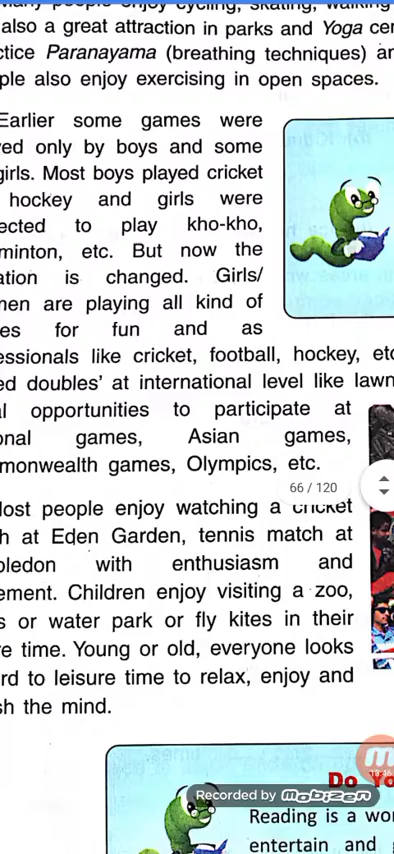 also a great attraction in parks and Yoga cen
ctice Paranayama (breathing techniques) an
ple also enjoy exercising in open spaces.
Earlier some games were
yed only by boys and some
girls. Most boys played cricket
hockey and girls were
ected to play kho-kho,
minton, etc. But now the
ation is changed. Girls/
men are playing all kind of
es for fun and as
essionals like cricket, football, hockey, etc
ed doubles' at international level like lawn
l opportunities to participate at
onal games, Asian games,
monwealth games, Olympics, etc.
66 / 120
Most people enjoy watching a cricket
h at Eden Garden, tennis match at
bledon with enthusiasm and
ement. Children enjoy visiting a zoo,
s or water park or fly kites in their
re time. Young or old, everyone looks
rd to leisure time to relax, enjoy and
sh the mind.
Do Yo
Recorded by mobizen
Reading is a wo
entertain and